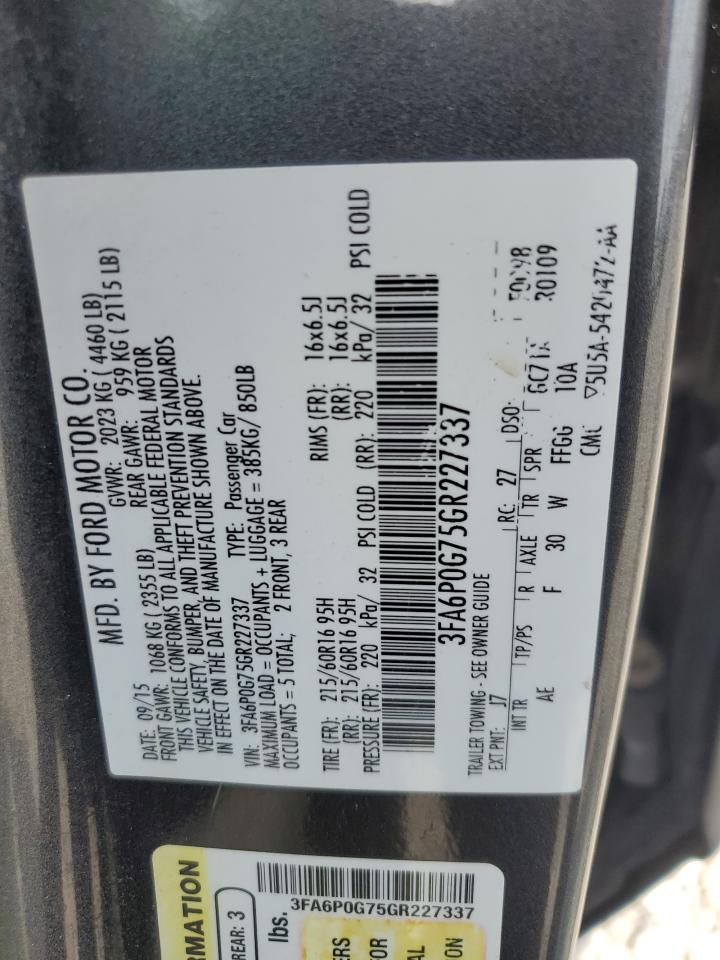 MFD. BY FORD MOTOR CO.
DATE: 09/15 GVWR: 2023 KG ( 4460 LB)
FRONT GAWR: 1068 KG ( 2355 LB) REAR GAWR: 959 KG ( 2115 LB)
THIS VEHICLE CONFORMS TO ALL APPLICABLE FEDERAL MOTOR
VEHICLE SAFETY, BUMPER, AND THEFT PREVENTION STANDARDS
IN EFFECT ON THE DATE OF MANUFACTURE SHOWN ABOVE.
VIN: 3FA6P0G75GR227337 TYPE: Passenger Car
MAXIMUM LOAD = OCCUPANTS + LUGGAGE = 385KG/ 850LB
OCCUPANTS = 5 TOTAL; 2 FRONT, 3 REAR
TIRE (FR): 215/60R16 95H RIMS (FR): 16x6.5J
(RR): 215/60R16 95H (RR): 16x6.5J
PRESSURE (FR): 220 kPa/ 32 PSI COLD (RR): 220 kPa/ 32 PSI COLD
3FA6P0G75GR227337
TRAILER TOWING - SEE OWNER GUIDE
EXT PNT: J7 RC: 27 DSO:
INT TR TP/PS R AXLE TR SPR
R0109
AE F 30 W FFGG 10A
RMATION
REAR: 3
lbs.
3FA6P0G75GR227337
ERS
FOR
AL
ION